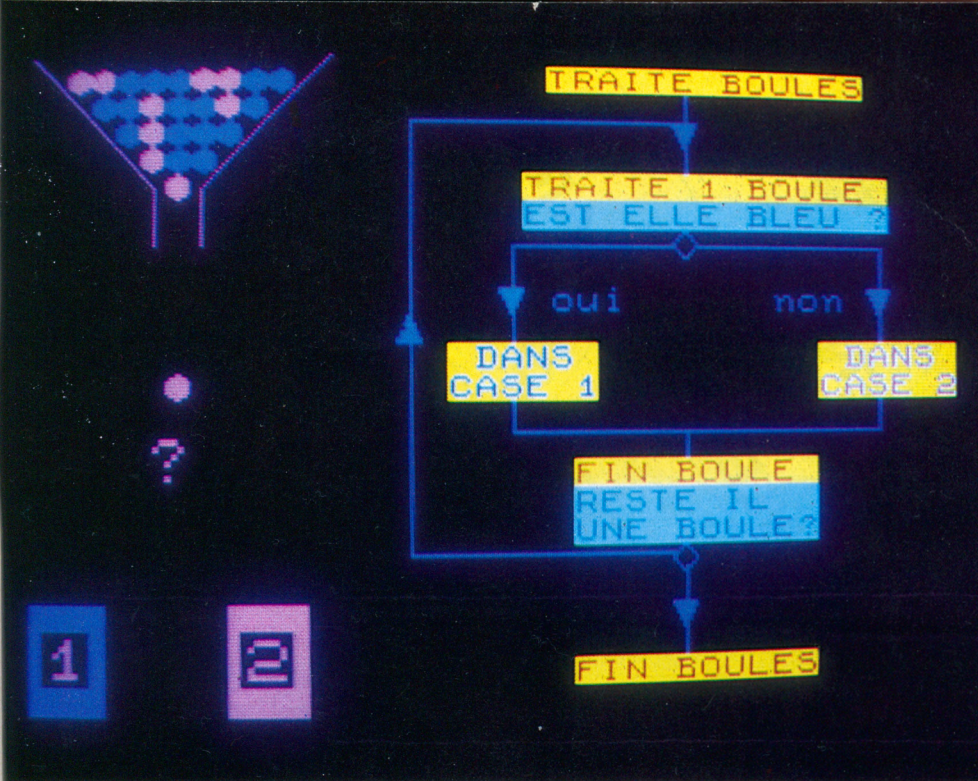 TRAITE BOULES
TRAITE 1 BOULE
EST ELLE BLEU ?
oui
non
DANS
CASE 1
DANS
CASE 2
?
FIN BOULE
RESTE IL
UNE BOULE?
1
2
FIN BOULES